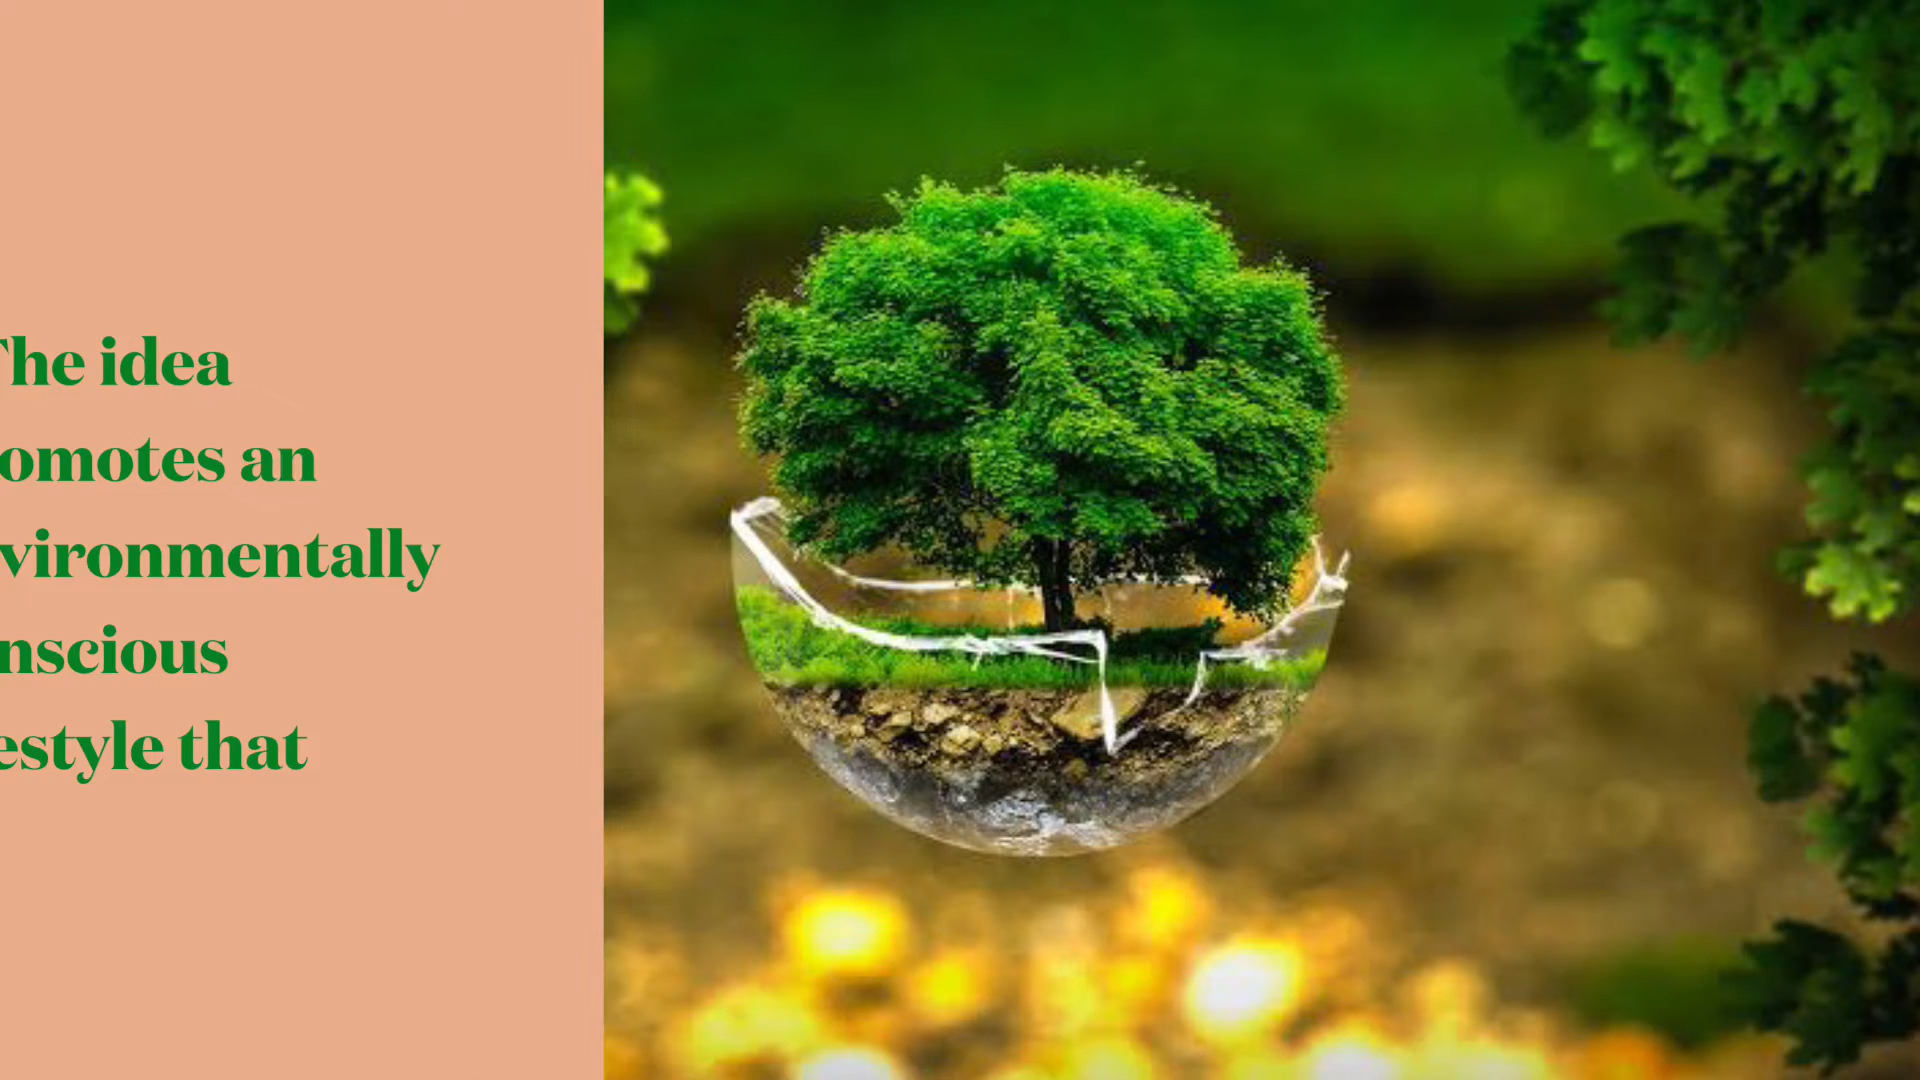 The idea
omotes an
vironmentally
nscious
estyle that